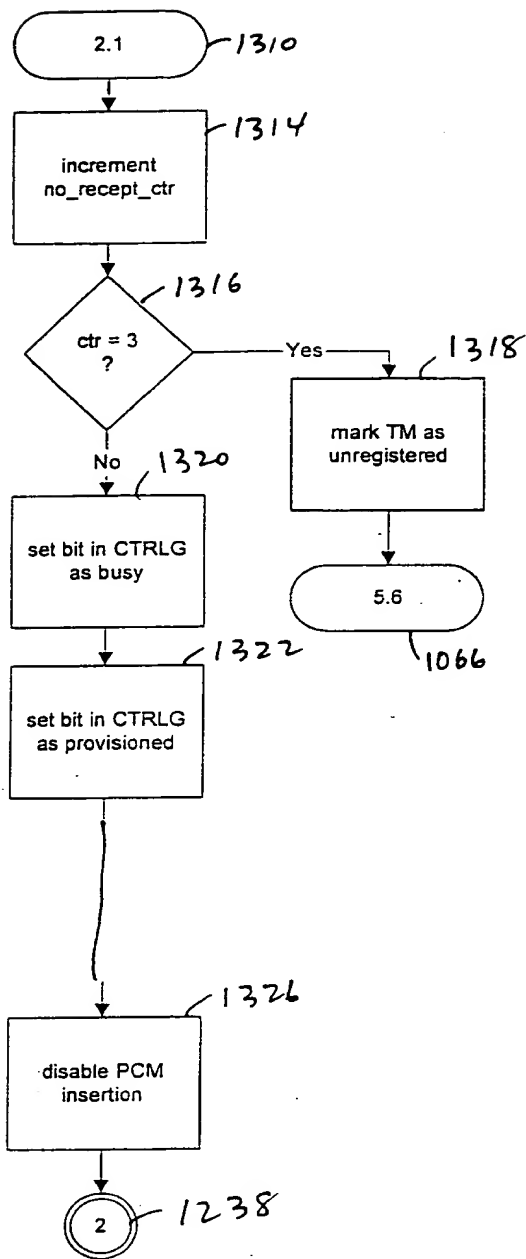 2.1
1310
1314
increment
no_recept_ctr
1316
ctr = 3
?
Yes
1318
mark TM as
unregistered
No
1320
set bit in CTRLG
as busy
5.6
1066
1322
set bit in CTRLG
as provisioned
1326
disable PCM
insertion
2
1238